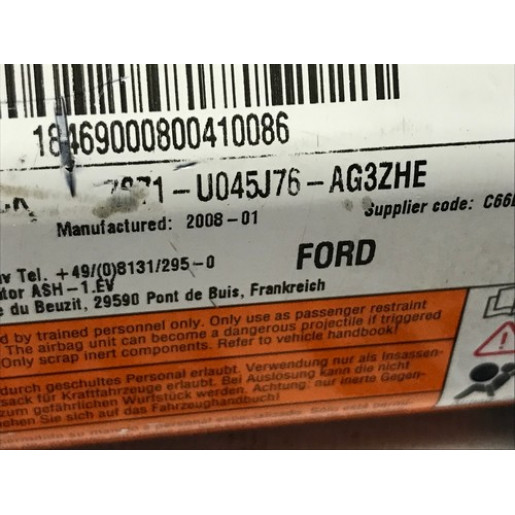 18469000800410086
-U045J76-AG3ZHE
Manufactured: 2008-01
Supplier code: C66
FORD
Tel. +49/(0)8131/295-0
ASH-1.EV
du Beuzit, 29590 Pont de Buis, Frankreich
by trained personnel only. Only use as passenger restraint
The airbag unit can become a dangerous projectile if triggered
Only scrap inert components. Refer to vehicle handbook!
durch geschultes Personal erlaubt. Verwendung nur als Insassen-
für Kraftfahrzeuge erlaubt. Bei Auslösung kann die nicht
zum gefährlichen Wurfstück werden. Achtung: nur inerte Gegen-
Siehe auch das Fahrzeughandbuch!